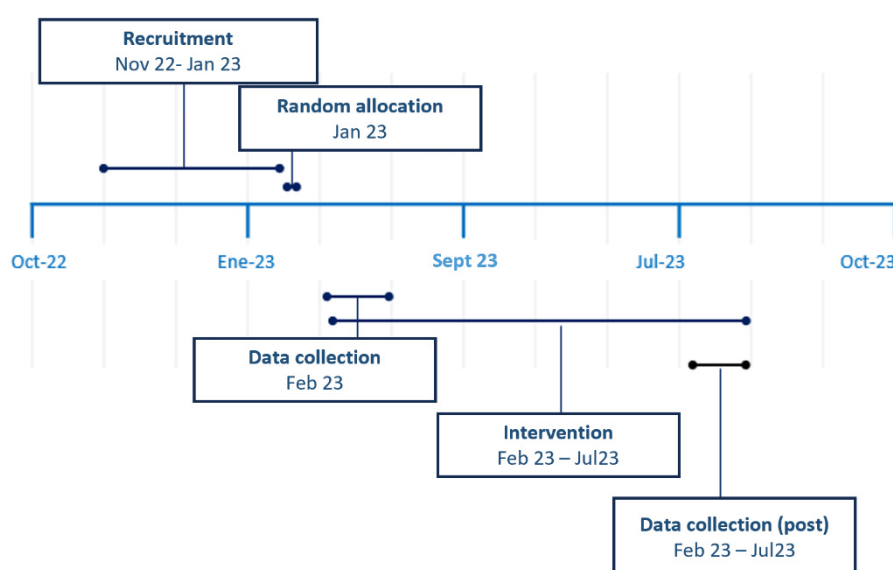 Recruitment
Nov 22- Jan 23
Random allocation
Jan 23
Oct-22
Ene-23
Sept 23
Jul-23
Oct-23
Data collection
Feb 23
Intervention
Feb 23 – Jul23
Data collection (post)
Feb 23 – Jul23